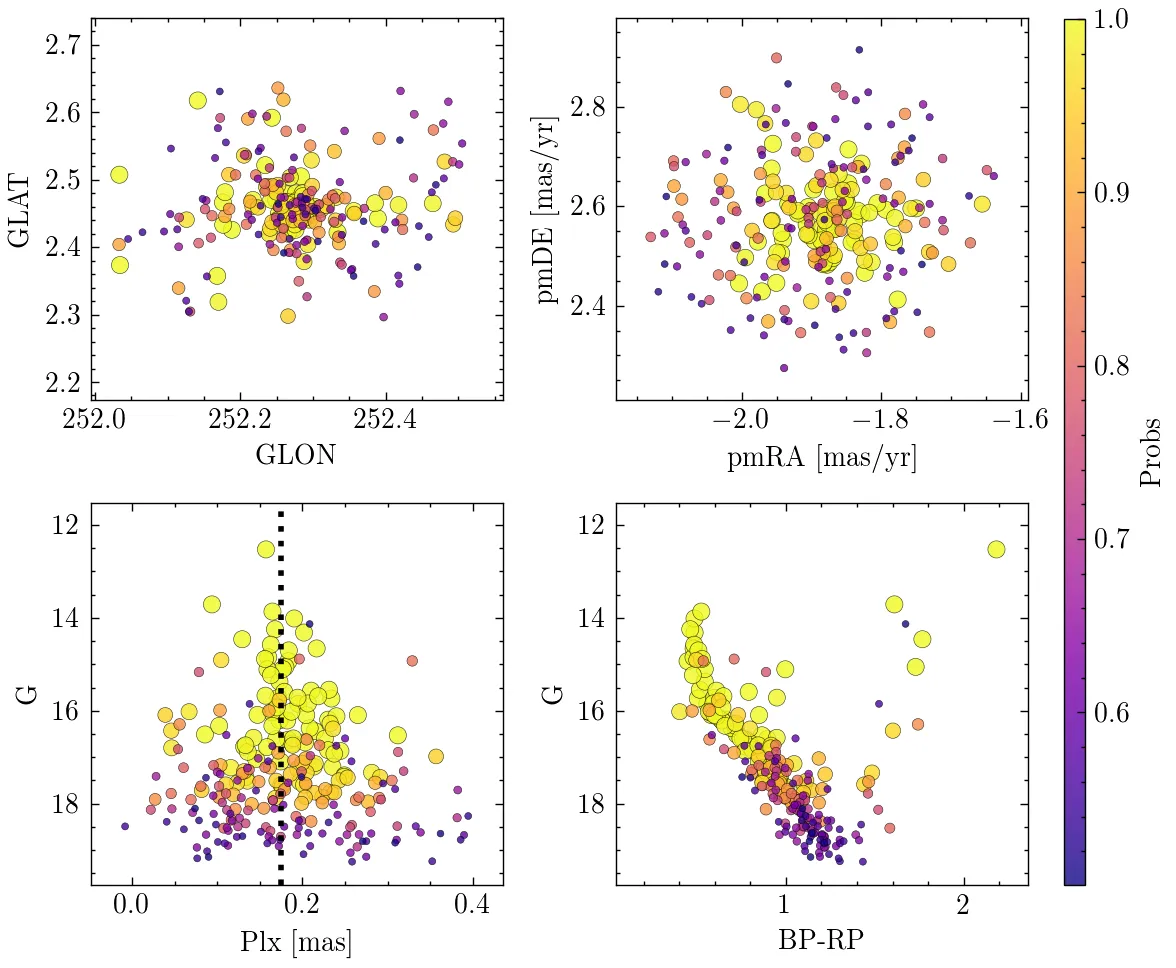 2.7
2.6
2.5
2.4
2.3
2.2
GLAT
252.0 252.2 252.4
GLON
2.8
2.6
2.4
pmDE [mas/yr]
−2.0 −1.8 −1.6
pmRA [mas/yr]
12
14
16
18
G
0.0 0.2 0.4
Plx [mas]
12
14
16
18
G
1 2
BP-RP
1.0
0.9
0.8
0.7
0.6
Probs